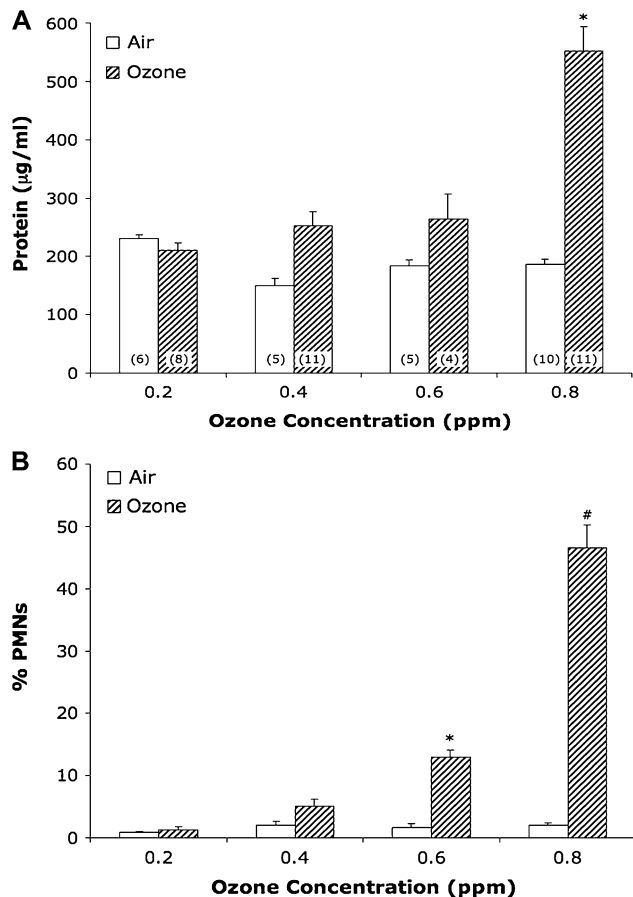 A
600
*
Air
Ozone
500
400
300
200
100
0
Protein (µg/ml)
(6) (8) (5) (11) (5) (4) (10) (11)
0.2 0.4 0.6 0.8
Ozone Concentration (ppm)
B
60
Air
Ozone
50
#
40
30
20
10
0
% PMNs
*
0.2 0.4 0.6 0.8
Ozone Concentration (ppm)